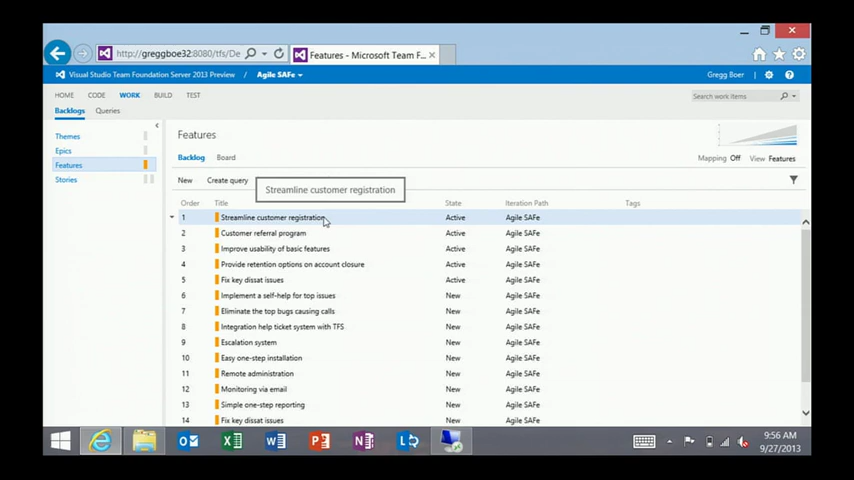 http://greggboe32:8080/tfs/De
Features - Microsoft Team F...
Visual Studio Team Foundation Server 2013 Preview / Agile SAFe
Gregg Boer
HOME CODE WORK BUILD TEST
Search work items
Backlogs Queries
Themes
Epics
Features
Stories
Features
Backlog Board
Mapping Off View Features
New Create query
Streamline customer registration
Order Title State Iteration Path Tags
1 Streamline customer registration Active Agile SAFe
2 Customer referral program Active Agile SAFe
3 Improve usability of basic features Active Agile SAFe
4 Provide retention options on account closure Active Agile SAFe
5 Fix key dissat issues Active Agile SAFe
6 Implement a self-help for top issues New Agile SAFe
7 Eliminate the top bugs causing calls New Agile SAFe
8 Integration help ticket system with TFS New Agile SAFe
9 Escalation system New Agile SAFe
10 Easy one-step installation New Agile SAFe
11 Remote administration New Agile SAFe
12 Monitoring via email New Agile SAFe
13 Simple one-step reporting New Agile SAFe
14 Fix key dissat issues New Agile SAFe
9:56 AM
9/27/2013